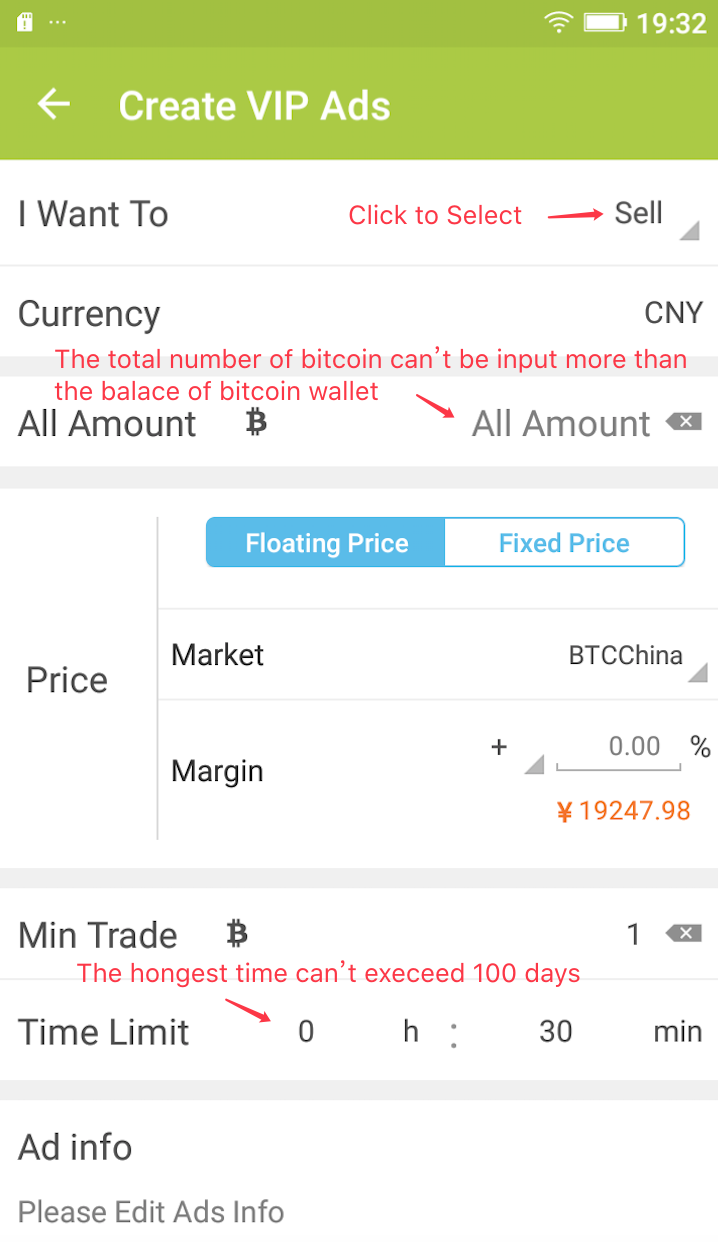 19:32
Create VIP Ads
I Want To Click to Select Sell
Currency CNY
The total number of bitcoin can't be input more than
the balace of bitcoin wallet
All Amount ₿ All Amount
Floating Price Fixed Price
Market BTCChina
Price
Margin + 0.00 %
¥ 19247.98
Min Trade ₿ 1
The hongest time can't execeed 100 days
Time Limit 0 h : 30 min
Ad info
Please Edit Ads Info